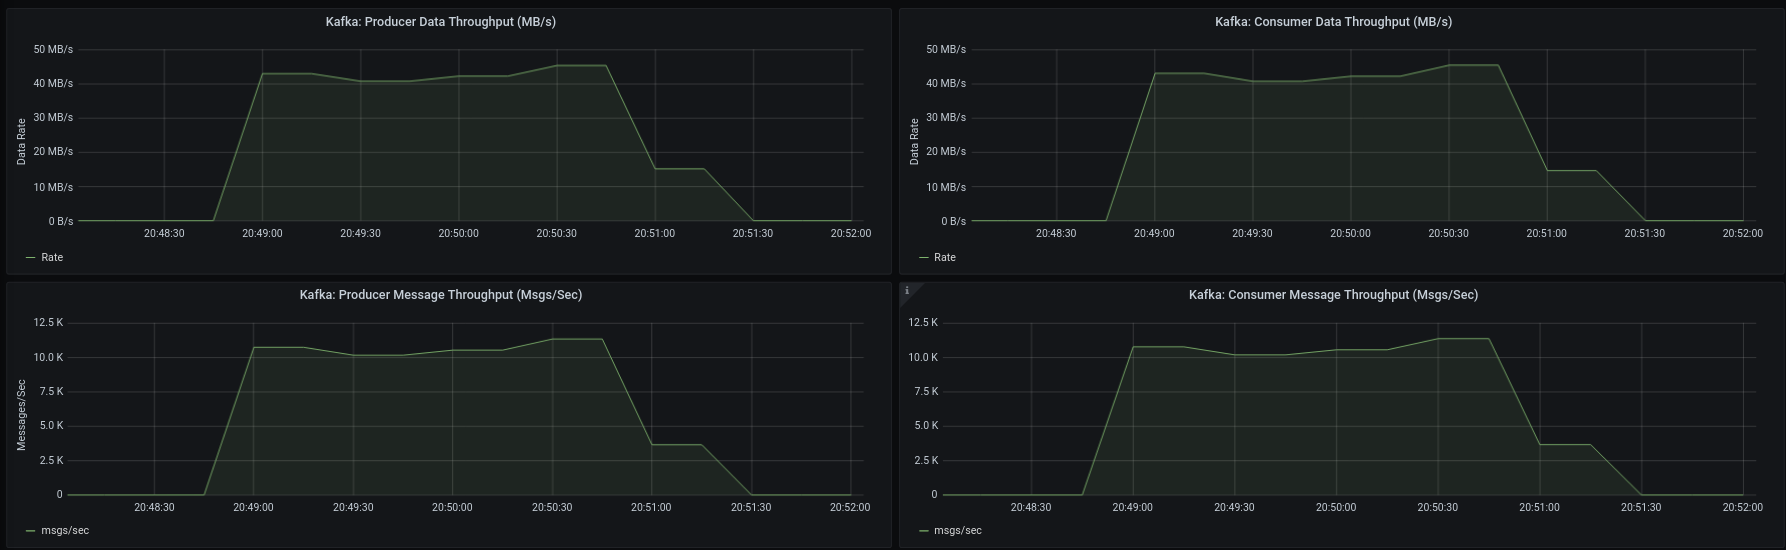 Kafka: Producer Data Throughput (MB/s)
50 MB/s
40 MB/s
30 MB/s
20 MB/s
10 MB/s
0 B/s
Data Rate
20:48:30 20:49:00 20:49:30 20:50:00 20:50:30 20:51:00 20:51:30 20:52:00
Rate
Kafka: Consumer Data Throughput (MB/s)
50 MB/s
40 MB/s
30 MB/s
20 MB/s
10 MB/s
0 B/s
Data Rate
20:48:30 20:49:00 20:49:30 20:50:00 20:50:30 20:51:00 20:51:30 20:52:00
Rate
Kafka: Producer Message Throughput (Msgs/Sec)
12.5 K
10.0 K
7.5 K
5.0 K
2.5 K
0
Messages/Sec
20:48:30 20:49:00 20:49:30 20:50:00 20:50:30 20:51:00 20:51:30 20:52:00
msgs/sec
i
Kafka: Consumer Message Throughput (Msgs/Sec)
12.5 K
10.0 K
7.5 K
5.0 K
2.5 K
0
20:48:30 20:49:00 20:49:30 20:50:00 20:50:30 20:51:00 20:51:30 20:52:00
msgs/sec